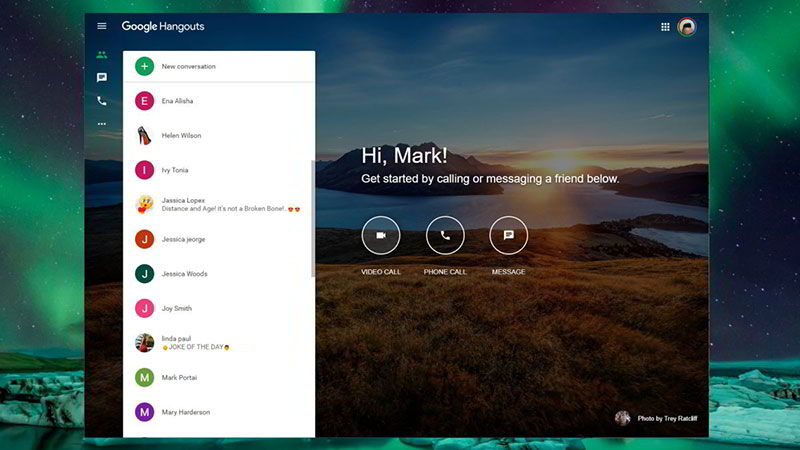 Google Hangouts
New conversation
E
Ena Alisha
Helen Wilson
I
Ivy Tonia
Jassica Lopex
Distance and Age! it's not a Broken Bone!..😍😍
J
Jessica jeorge
J
Jessica Woods
J
Joy Smith
linda paul
JOKE OF THE DAY
M
Mark Portai
M
Mary Harderson
Hi, Mark!
Get started by calling or messaging a friend below.
VIDEO CALL
PHONE CALL
MESSAGE
Photo by Trey Ratcliff